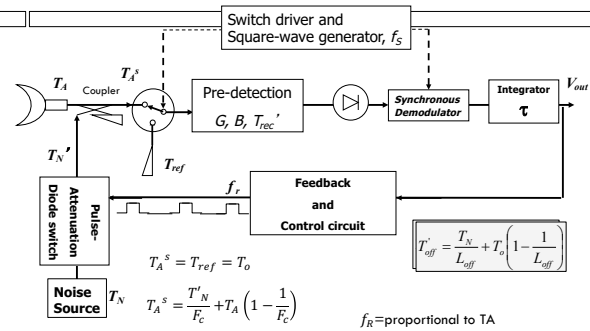 Switch driver and
Square-wave generator, f_S
T_A
Coupler
T_A^s
Pre-detection
G, B, T_rec'
Synchronous
Demodulator
Integrator
τ
V_out
T_N'
T_ref
f_r
Feedback
and
Control circuit
Pulse-
Attenuation
Diode switch
T'_off = T_N/L_off + T_o(1 - 1/L_off)
T_A^s = T_ref = T_o
Noise
Source
T_N
T_A^s = T'_N/F_c + T_A(1 - 1/F_c)
f_R=proportional to TA